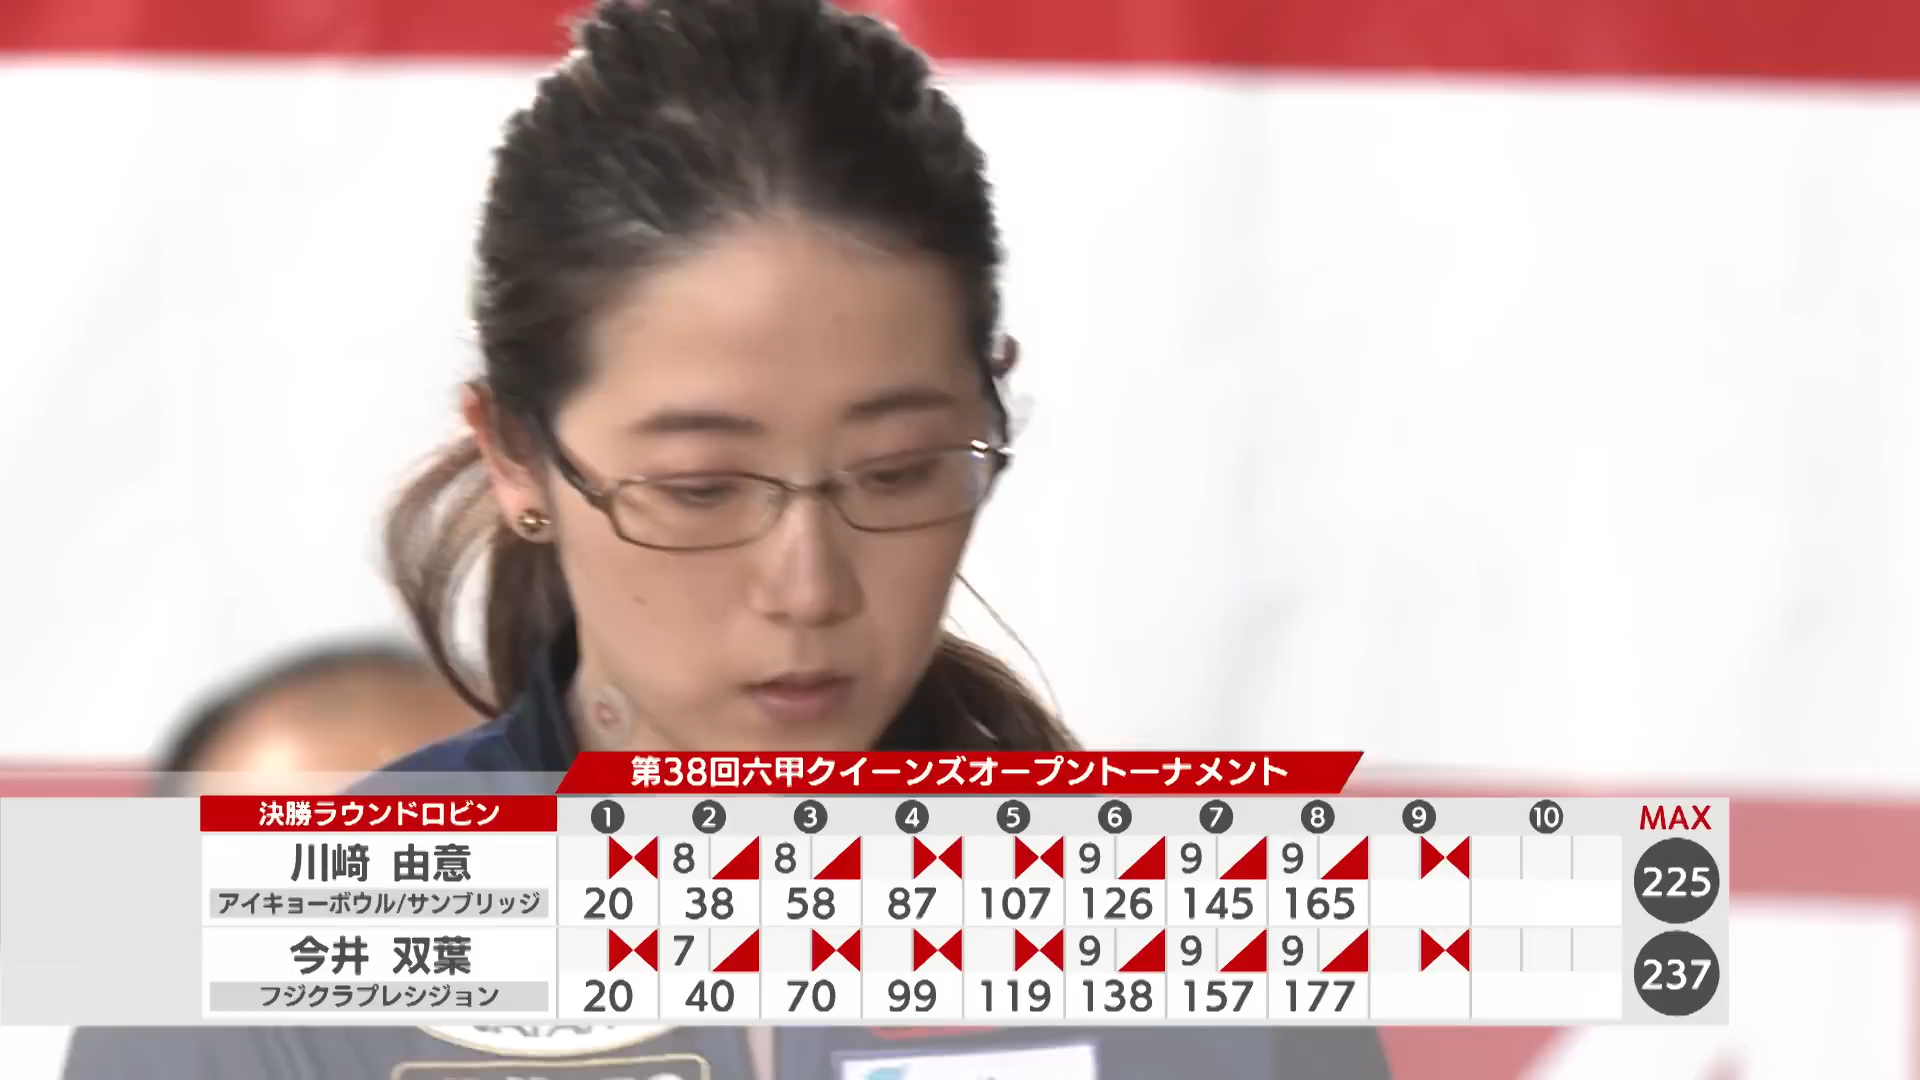 第38回六甲クイーンズオープントーナメント
決勝ラウンドロビン 1 2 3 4 5 6 7 8 9 10 MAX
川﨑 由意 8 8 9 9 9 225
アイキョーボウル/サンブリッジ 20 38 58 87 107 126 145 165
今井 双葉 7 9 9 9 237
フジクラプレシジョン 20 40 70 99 119 138 157 177